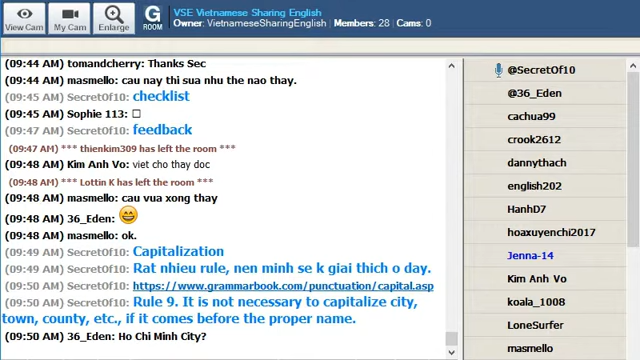 View Cam
My Cam
Enlarge
G
ROOM
VSE Vietnamese Sharing English
Owner: VietnameseSharingEnglish | Members: 28 | Cams: 0
(09:44 AM) tomandcherry: Thanks Sec
(09:44 AM) masmello: cau nay thi sua nhu the nao thay.
(09:45 AM) SecretOf10: checklist
(09:45 AM) Sophie 113: □
(09:47 AM) SecretOf10: feedback
(09:47 AM) *** thienkim309 has left the room ***
(09:48 AM) Kim Anh Vo: viet cho thay doc
(09:48 AM) *** Lottin K has left the room ***
(09:48 AM) masmello: cau vua xong thay
(09:48 AM) 36_Eden: 😄
(09:48 AM) masmello: ok.
(09:49 AM) SecretOf10: Capitalization
(09:49 AM) SecretOf10: Rat nhieu rule, nen minh se k giai thich o day.
(09:50 AM) SecretOf10: https://www.grammarbook.com/punctuation/capital.asp
(09:50 AM) SecretOf10: Rule 9. It is not necessary to capitalize city,
town, county, etc., if it comes before the proper name.
(09:50 AM) 36_Eden: Ho Chi Minh City?
@SecretOf10
@36_Eden
cachua99
crook2612
dannythach
english202
HanhD7
hoaxuyenchi2017
Jenna-14
Kim Anh Vo
koala_1008
LoneSurfer
masmello